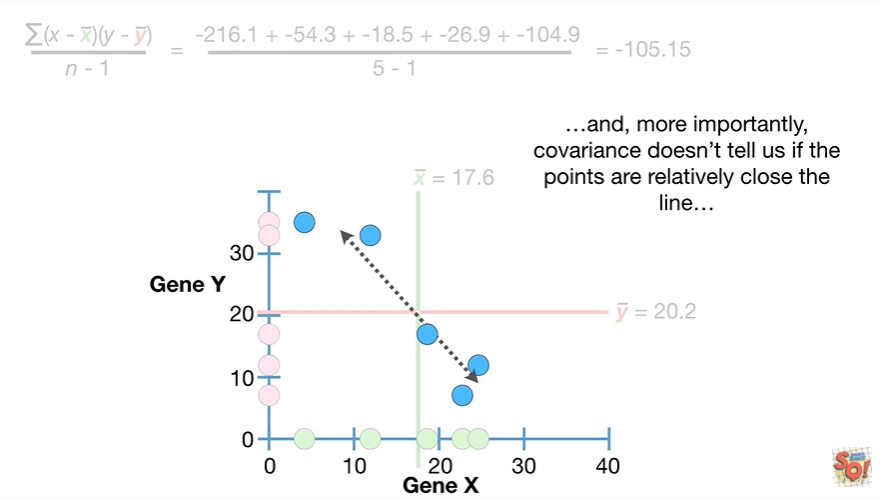 ∑(x - x̅)(y - y̅)
n - 1
=
-216.1 + -54.3 + -18.5 + -26.9 + -104.9
5 - 1
= -105.15
…and, more importantly,
covariance doesn’t tell us if the
points are relatively close the
line…
x̅ = 17.6
30
Gene Y
20
y̅ = 20.2
10
0
0 10 20 30 40
Gene X
SQ!